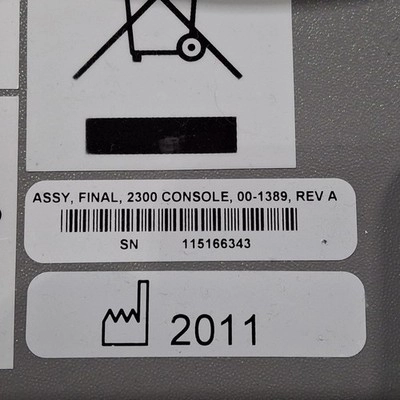 ASSY, FINAL, 2300 CONSOLE, 00-1389, REV A
SN 115166343
2011